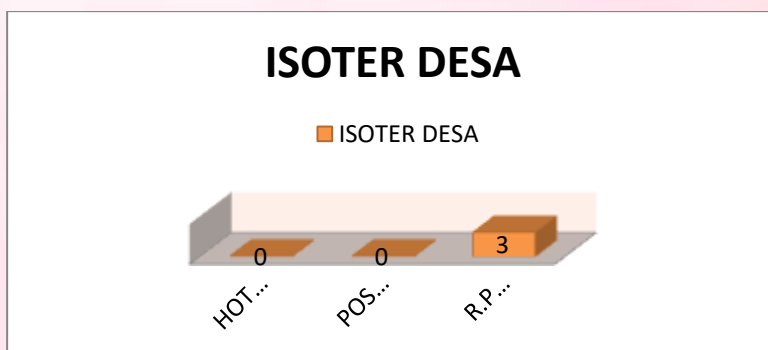 ISOTER DESA
ISOTER DESA
0
0
3
HOT...
POS...
R.P ...